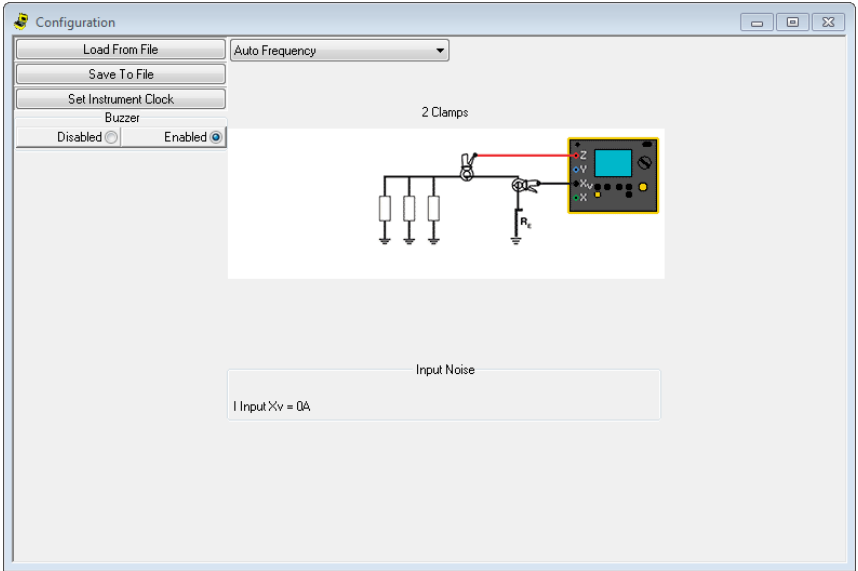 Configuration
Load From File
Auto Frequency
Save To File
Set Instrument Clock
Buzzer
Disabled
Enabled
2 Clamps
Z
Y
Xv
X
RE
Input Noise
I Input Xv = 0A